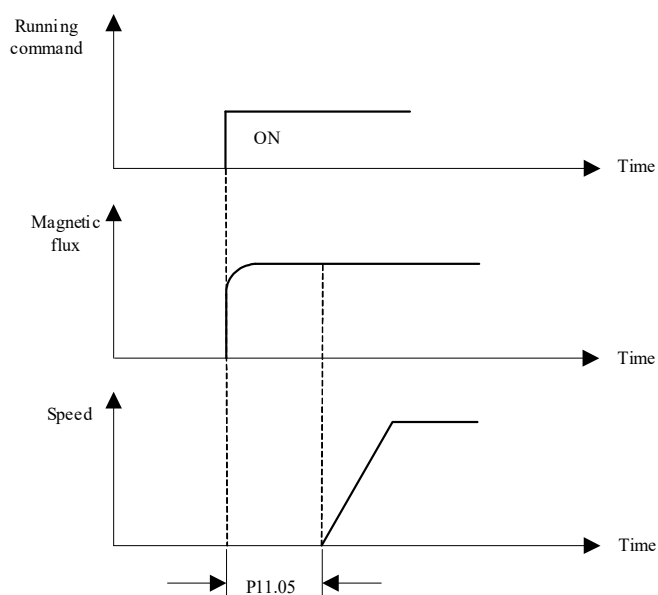 Running
command
ON
Time
Magnetic
flux
Time
Speed
Time
P11.05